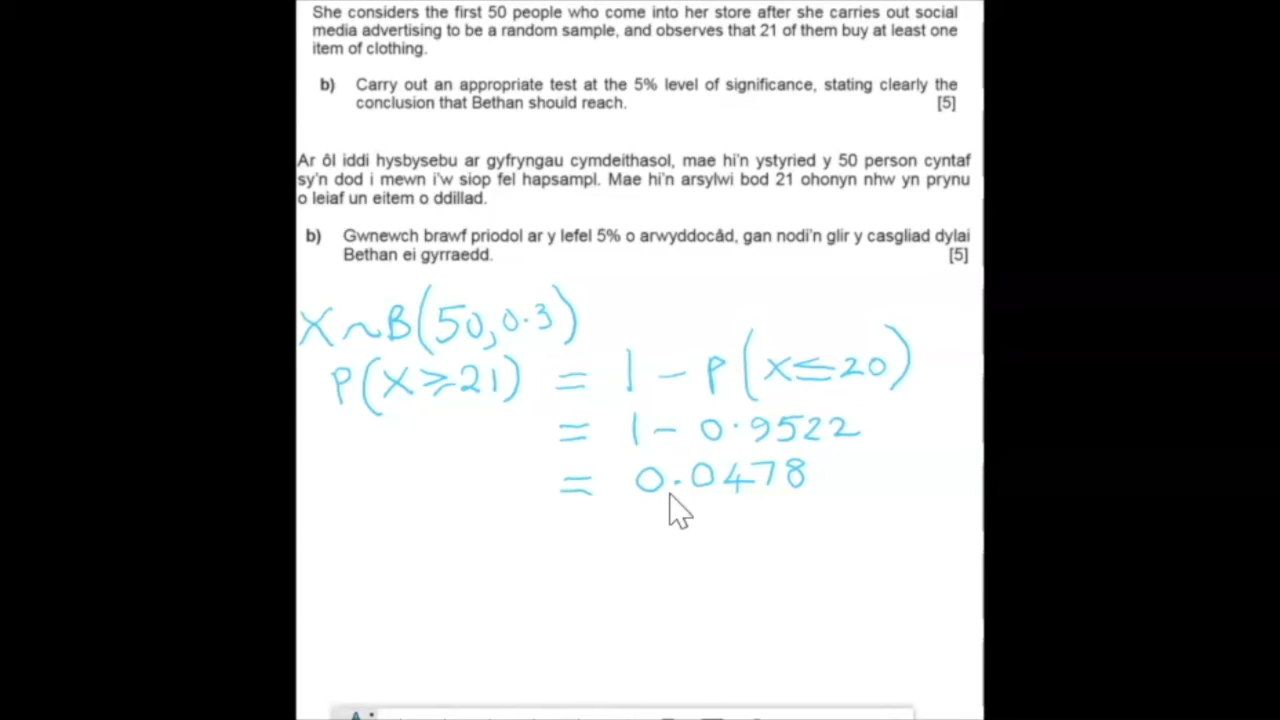 She considers the first 50 people who come into her store after she carries out social
media advertising to be a random sample, and observes that 21 of them buy at least one
item of clothing.
b) Carry out an appropriate test at the 5% level of significance, stating clearly the
conclusion that Bethan should reach. [5]
Ar ôl iddi hysbysebu ar gyfryngau cymdeithasol, mae hi'n ystyried y 50 person cyntaf
sy'n dod i mewn i'w siop fel hapsampl. Mae hi'n arsylwi bod 21 ohonyn nhw yn prynu
o leiaf un eitem o ddillad.
b) Gwnewch brawf priodol ar y lefel 5% o arwyddocâd, gan nodi'n glir y casgliad dylai
Bethan ei gyrraedd. [5]
X ~ B(50, 0.3)
P(X ≥ 21) = 1 - P(X ≤ 20)
= 1 - 0.9522
= 0.0478